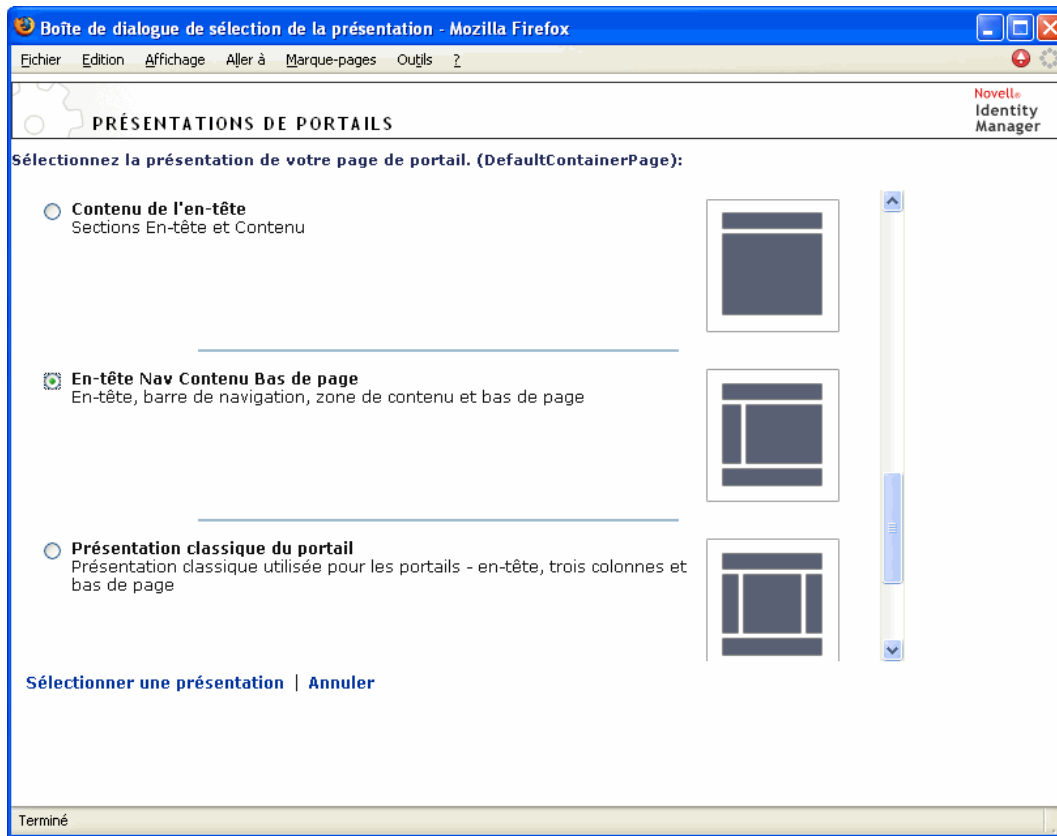 Boîte de dialogue de sélection de la présentation - Mozilla Firefox
Fichier Edition Affichage Aller à Marque-pages Outils ?
PRÉSENTATIONS DE PORTAILS
Novell®
Identity
Manager
Sélectionnez la présentation de votre page de portail. (DefaultContainerPage):
Contenu de l'en-tête
Sections En-tête et Contenu
En-tête Nav Contenu Bas de page
En-tête, barre de navigation, zone de contenu et bas de page
Présentation classique du portail
Présentation classique utilisée pour les portails - en-tête, trois colonnes et
bas de page
Sélectionner une présentation | Annuler
Terminé